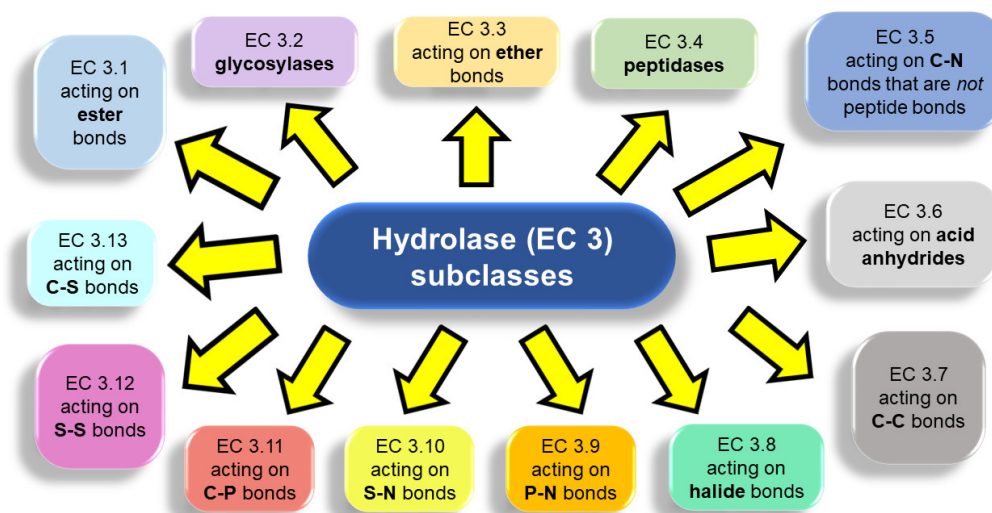 EC 3.1
acting on
ester
bonds
EC 3.2
glycosylases
EC 3.3
acting on ether
bonds
EC 3.4
peptidases
EC 3.5
acting on C-N
bonds that are not
peptide bonds
Hydrolase (EC 3)
subclasses
EC 3.6
acting on acid
anhydrides
EC 3.13
acting on
C-S bonds
EC 3.12
acting on
S-S bonds
EC 3.11
acting on
C-P bonds
EC 3.10
acting on
S-N bonds
EC 3.9
acting on
P-N bonds
EC 3.8
acting on
halide bonds
EC 3.7
acting on
C-C bonds